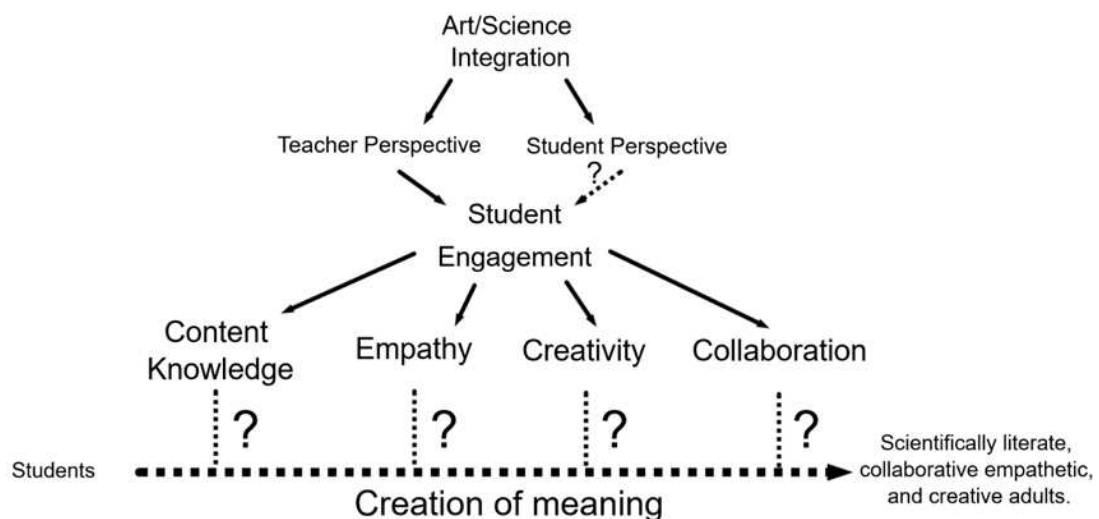 Art/Science
Integration
Teacher Perspective
Student Perspective
?
Student
Engagement
Content
Knowledge
Empathy
Creativity
Collaboration
?
?
?
?
Students
Creation of meaning
Scientifically literate,
collaborative empathetic,
and creative adults.